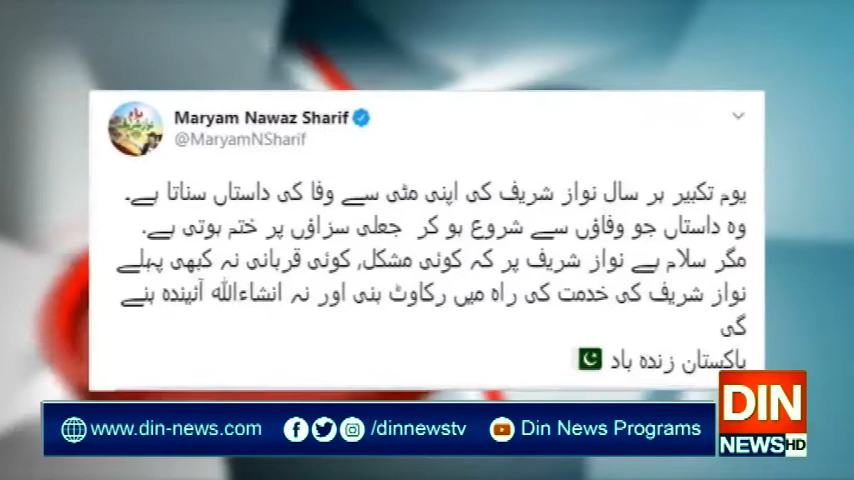 Maryam Nawaz Sharif
@MaryamNSharif
یوم تکبیر ہر سال نواز شریف کی اپنی مٹی سے وفا کی داستاں سناتا ہے۔
وہ داستاں جو وفاؤں سے شروع ہو کر جعلی سزاؤں پر ختم ہوتی ہے۔
مگر سلام ہے نواز شریف پر کہ کوئی مشکل, کوئی قربانی نہ کبھی پہلے
نواز شریف کی خدمت کی راہ میں رکاوٹ بنی اور نہ انشاءاللہ آئیندہ بنے
گی
پاکستان زندہ باد
www.din-news.com /dinnewstv Din News Programs
DIN
NEWS HD